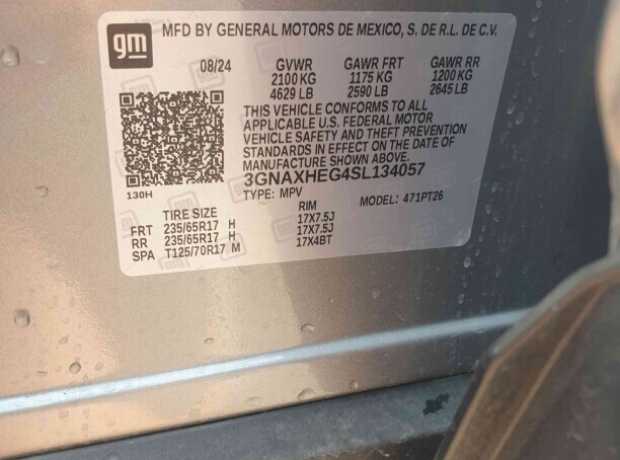 gm
MFD BY GENERAL MOTORS DE MEXICO, S. DE R.L. DE C.V.
08/24 GVWR GAWR FRT GAWR RR
2100 KG 1175 KG 1200 KG
4629 LB 2590 LB 2645 LB
THIS VEHICLE CONFORMS TO ALL
APPLICABLE U.S. FEDERAL MOTOR
VEHICLE SAFETY AND THEFT PREVENTION
STANDARDS IN EFFECT ON THE DATE OF
MANUFACTURE SHOWN ABOVE.
3GNAXHEG4SL134057
130H TYPE: MPV MODEL: 471PT26
TIRE SIZE RIM
FRT 235/65R17 H 17X7.5J
RR 235/65R17 H 17X7.5J
SPA T125/70R17 M 17X4BT